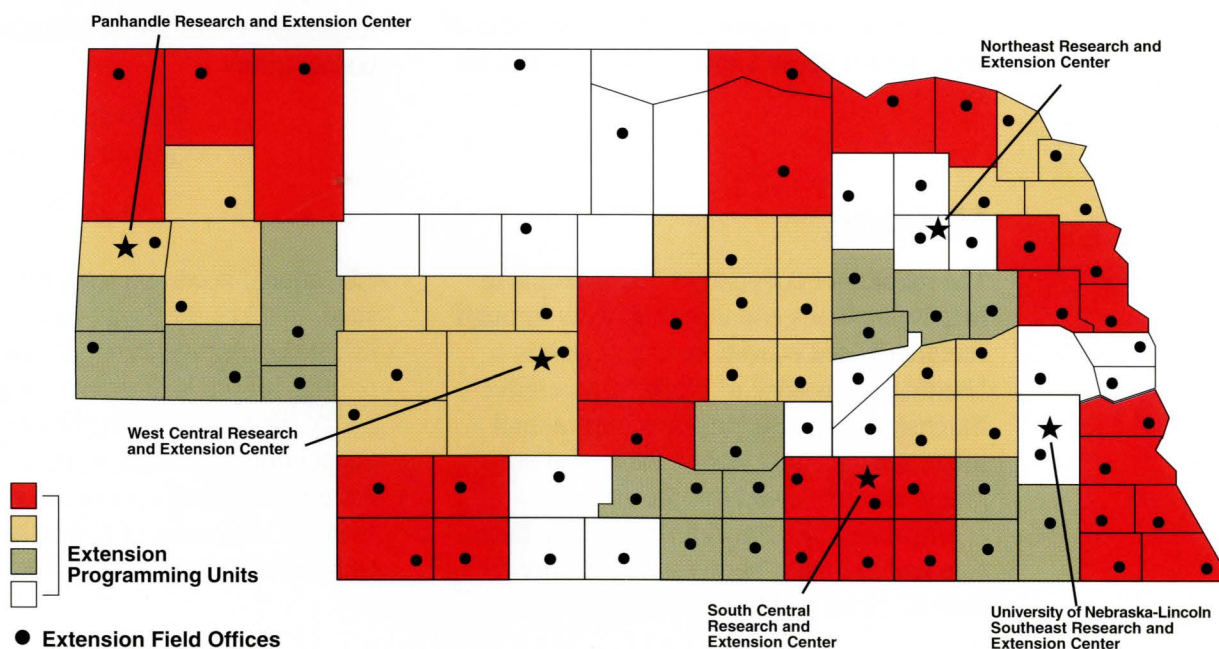 Panhandle Research and Extension Center
Northeast Research and
Extension Center
West Central Research
and Extension Center
Extension
Programming Units
Extension Field Offices
South Central
Research and
Extension Center
University of Nebraska-Lincoln
Southeast Research and
Extension Center